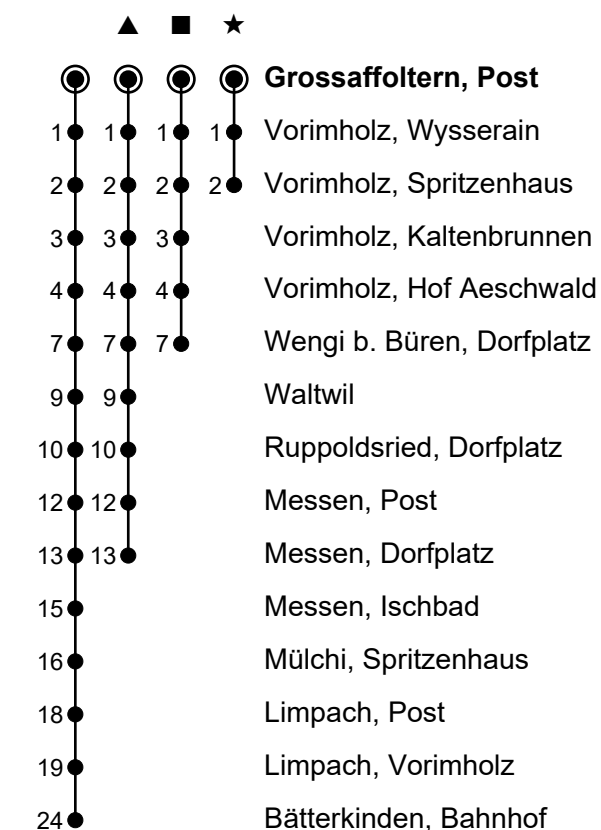 ▲ ■ ★
Grossaffoltern, Post
1 1 1 1 Vorimholz, Wysserain
2 2 2 2 Vorimholz, Spritzenhaus
3 3 3 Vorimholz, Kaltenbrunnen
4 4 4 Vorimholz, Hof Aeschwald
7 7 7 Wengi b. Büren, Dorfplatz
9 9 Waltwil
10 10 Ruppoldsried, Dorfplatz
12 12 Messen, Post
13 13 Messen, Dorfplatz
15 Messen, Ischbad
16 Mülchi, Spritzenhaus
18 Limpach, Post
19 Limpach, Vorimholz
24 Bätterkinden, Bahnhof